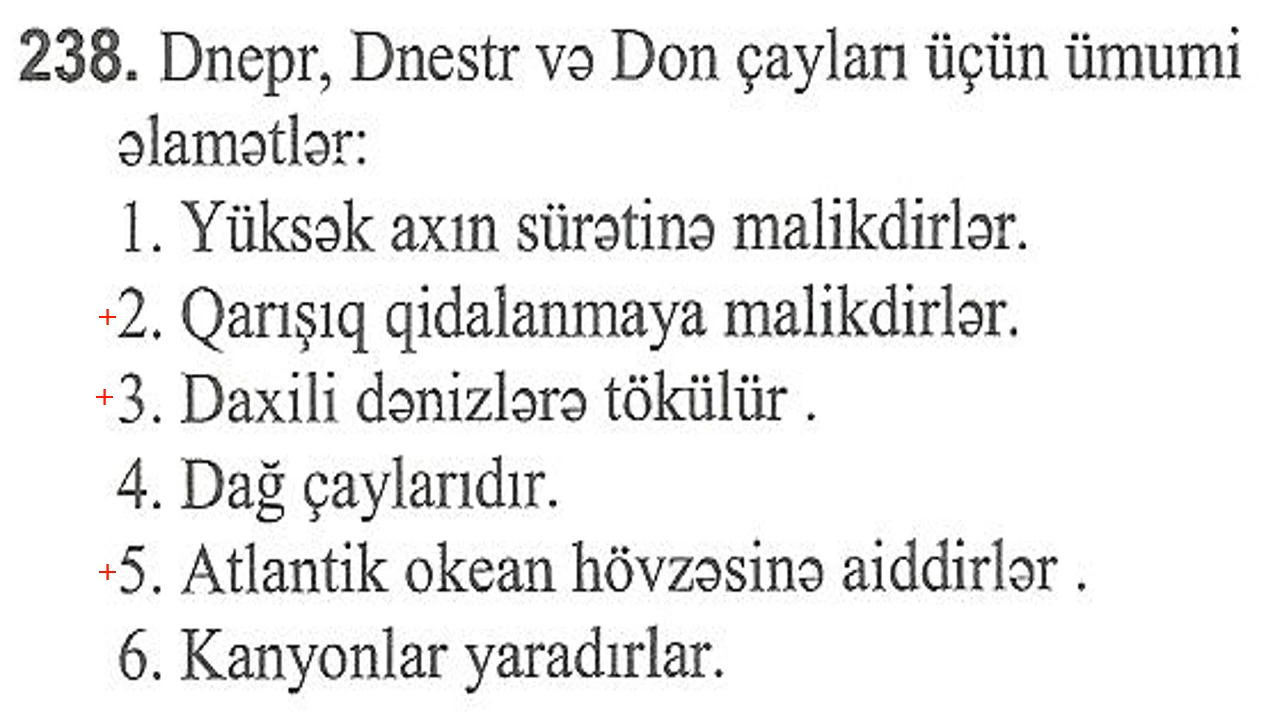 238. Dnepr, Dnestr və Don çayları üçün ümumi
əlamətlər:
1. Yüksək axın sürətinə malikdirlər.
+2. Qarışıq qidalanmaya malikdirlər.
+3. Daxili dənizlərə tökülür .
4. Dağ çaylarıdır.
+5. Atlantik okean hövzəsinə aiddirlər .
6. Kanyonlar yaradırlar.